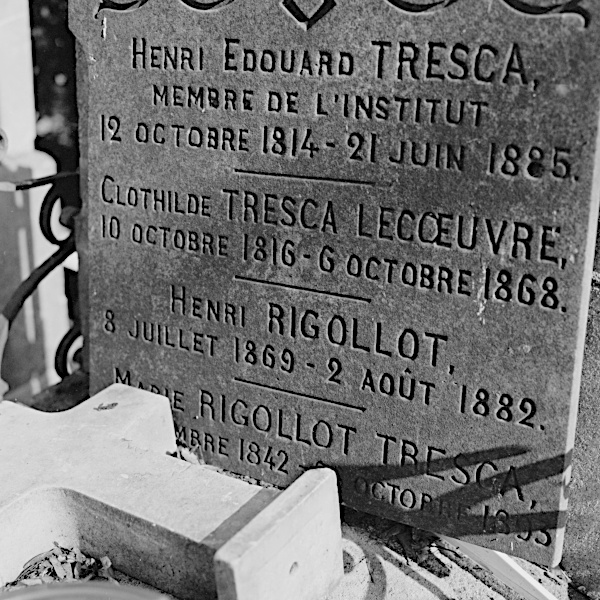 HENRI EDOUARD TRESCA,
MEMBRE DE L'INSTITUT
12 OCTOBRE 1814 - 21 JUIN 1885.
CLOTHILDE TRESCA LECŒUVRE,
10 OCTOBRE 1816 - 6 OCTOBRE 1868.
HENRI RIGOLLOT,
8 JUILLET 1869 - 2 AOÛT 1882.
MARIE RIGOLLOT TRESCA,
1842 -